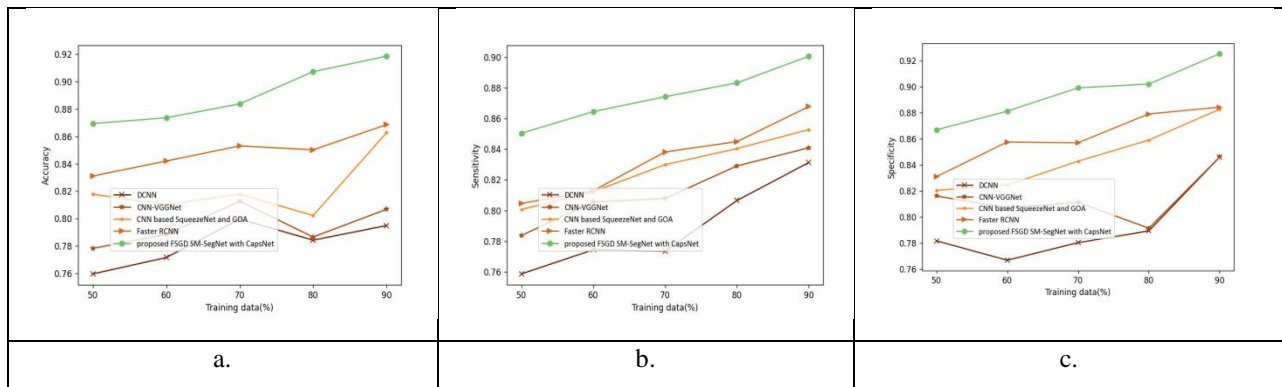 0.92
0.90
0.88
0.86
0.84
0.82
0.80
0.78
0.76
Accuracy
DCNN
CNN-VGGNet
CNN based SqueezeNet and GOA
Faster RCNN
proposed FSGD SM-SegNet with CapsNet
50 60 70 80 90
Training data(%)
0.90
0.88
0.86
0.84
0.82
0.80
0.78
0.76
Sensitivity
DCNN
CNN-VGGNet
CNN based SqueezeNet and GOA
Faster RCNN
proposed FSGD SM-SegNet with CapsNet
50 60 70 80 90
Training data(%)
0.92
0.90
0.88
0.86
0.84
0.82
0.80
0.78
0.76
Specificity
DCNN
CNN-VGGNet
CNN based SqueezeNet and GOA
Faster RCNN
proposed FSGD SM-SegNet with CapsNet
50 60 70 80 90
Training data(%)
a. b. c.